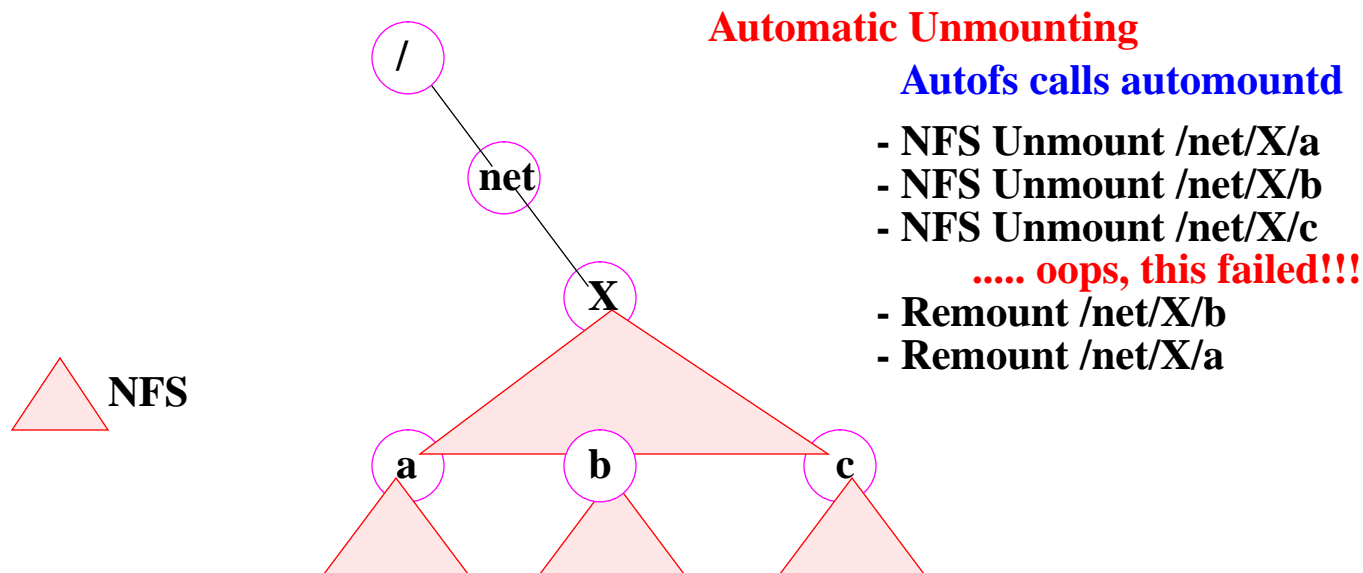 Automatic Unmounting
/
Autofs calls automountd
- NFS Unmount /net/X/a
net
- NFS Unmount /net/X/b
- NFS Unmount /net/X/c
..... oops, this failed!!!
X
- Remount /net/X/b
- Remount /net/X/a
NFS
a
b
c